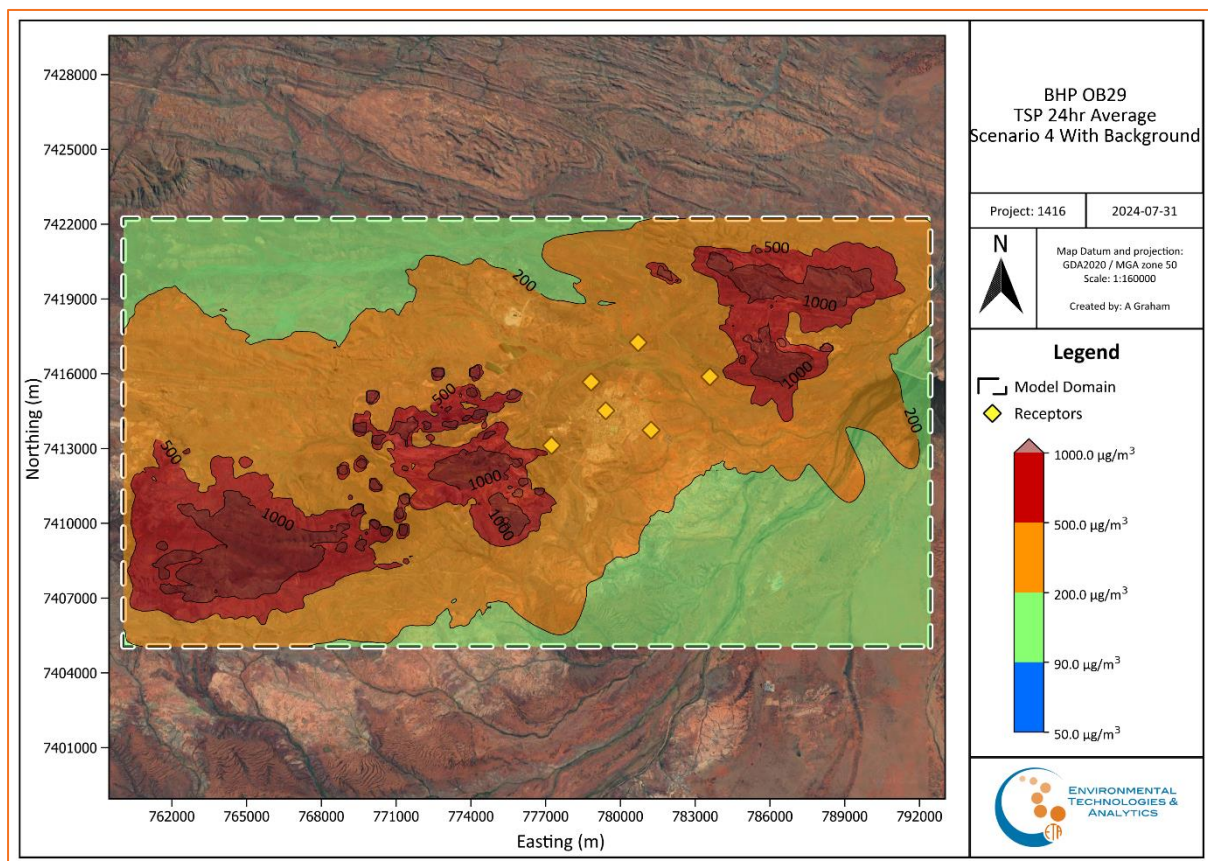 7428000
7425000
7422000
7419000
7416000
7413000
7410000
7407000
7404000
7401000
Northing (m)
762000
765000
768000
771000
774000
777000
780000
783000
786000
789000
792000
Easting (m)
200
500
1000
1000
200
500
500
1000
1000
1000
BHP OB29
TSP 24hr Average
Scenario 4 With Background
Project: 1416
2024-07-31
N
Map Datum and projection:
GDA2020 / MGA zone 50
Scale: 1:160000
Created by: A Graham
Legend
Model Domain
Receptors
1000.0 µg/m³
500.0 µg/m³
200.0 µg/m³
90.0 µg/m³
50.0 µg/m³
ENVIRONMENTAL
TECHNOLOGIES &
ANALYTICS
ETA